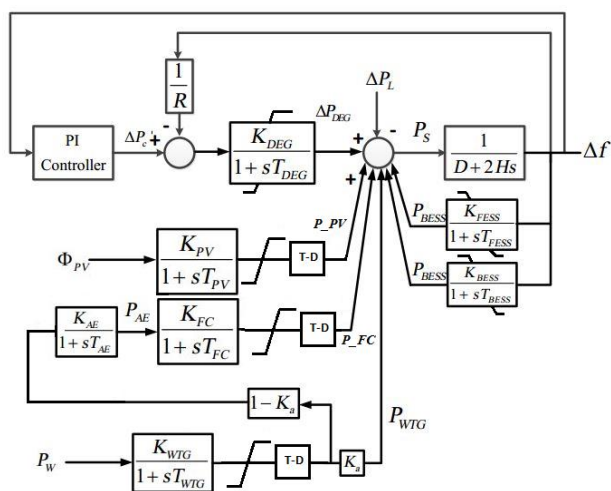 1
R
ΔP_L
PI
Controller
ΔP_c
+
-
K_DEG
1 + sT_DEG
ΔP_DEG
+
-
+
P_S
1
D + 2Hs
Δf
P_BESS
K_FESS
1 + sT_FESS
P_BESS
K_BESS
1 + sT_BESS
Φ_PV
K_PV
1 + sT_PV
T-D
P_PV
K_AE
1 + sT_AE
P_AE
K_FC
1 + sT_FC
T-D
P_FC
1 - K_a
P_WTG
P_W
K_WTG
1 + sT_WTG
T-D
K_a